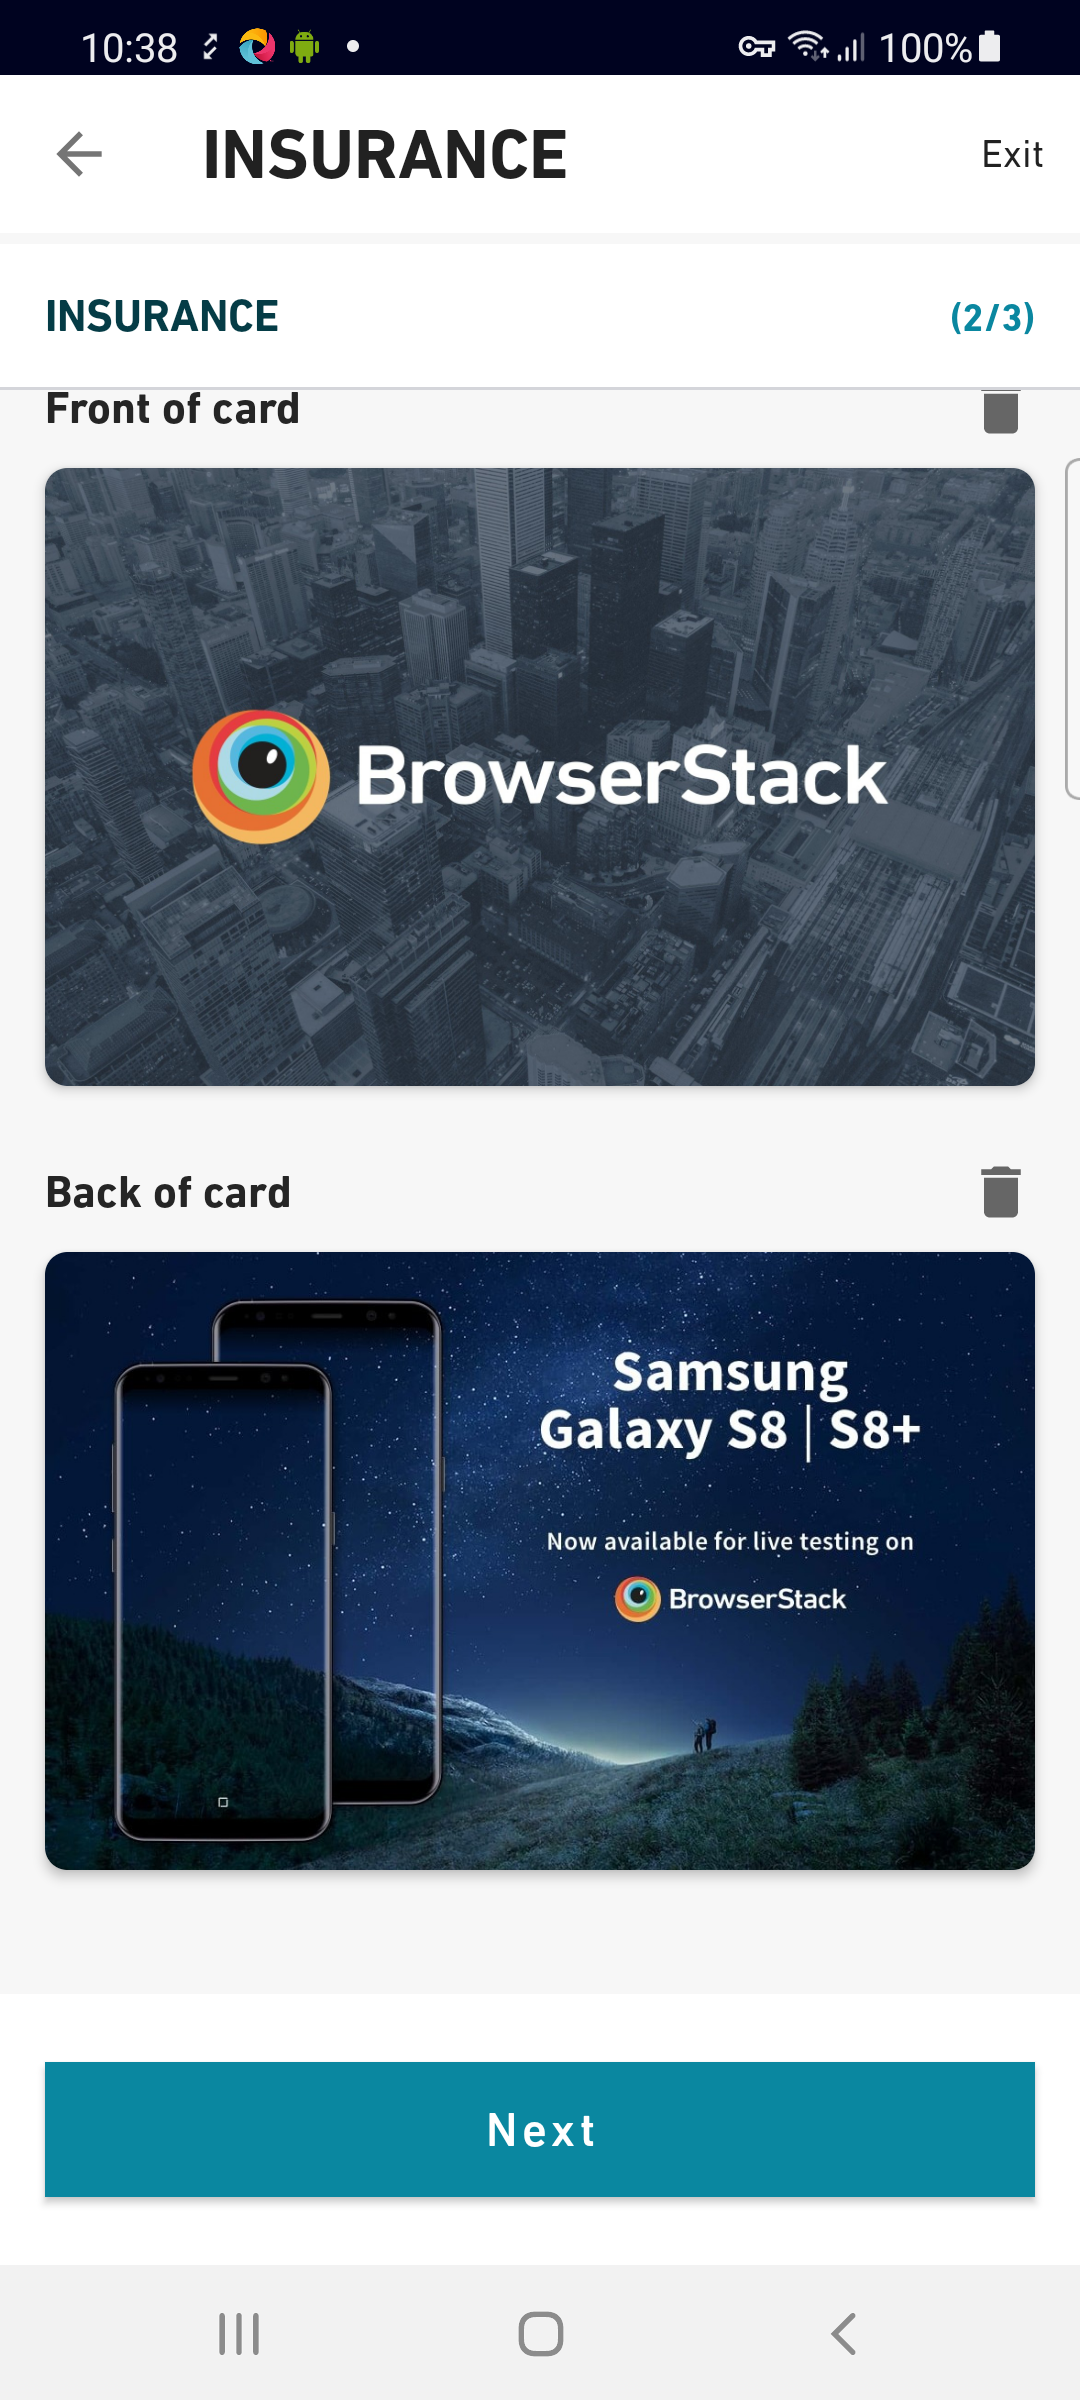 10:38
100%
INSURANCE
Exit
INSURANCE
(2/3)
Front of card
BrowserStack
Back of card
Samsung
Galaxy S8 | S8+
Now available for live testing on
BrowserStack
Next